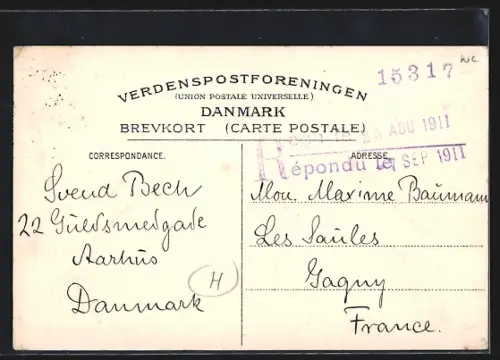 15317
VERDENSPOSTFORENINGEN
(UNION POSTALE UNIVERSELLE)
DANMARK
BREVKORT (CARTE POSTALE)
AOU 1911
Répondu le SEP 1911
CORRESPONDANCE.
ADRESSE.
Svend Bech
22 Guldsmedgade
Aarhus
Danmark
H
Mon. Maxime Baumann
Les Saules
Gagny
France.